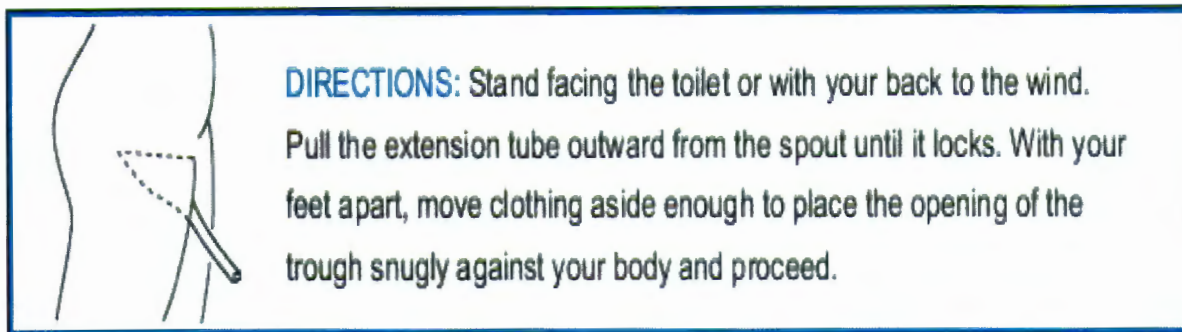 DIRECTIONS: Stand facing the toilet or with your back to the wind.
Pull the extension tube outward from the spout until it locks. With your
feet apart, move clothing aside enough to place the opening of the
trough snugly against your body and proceed.